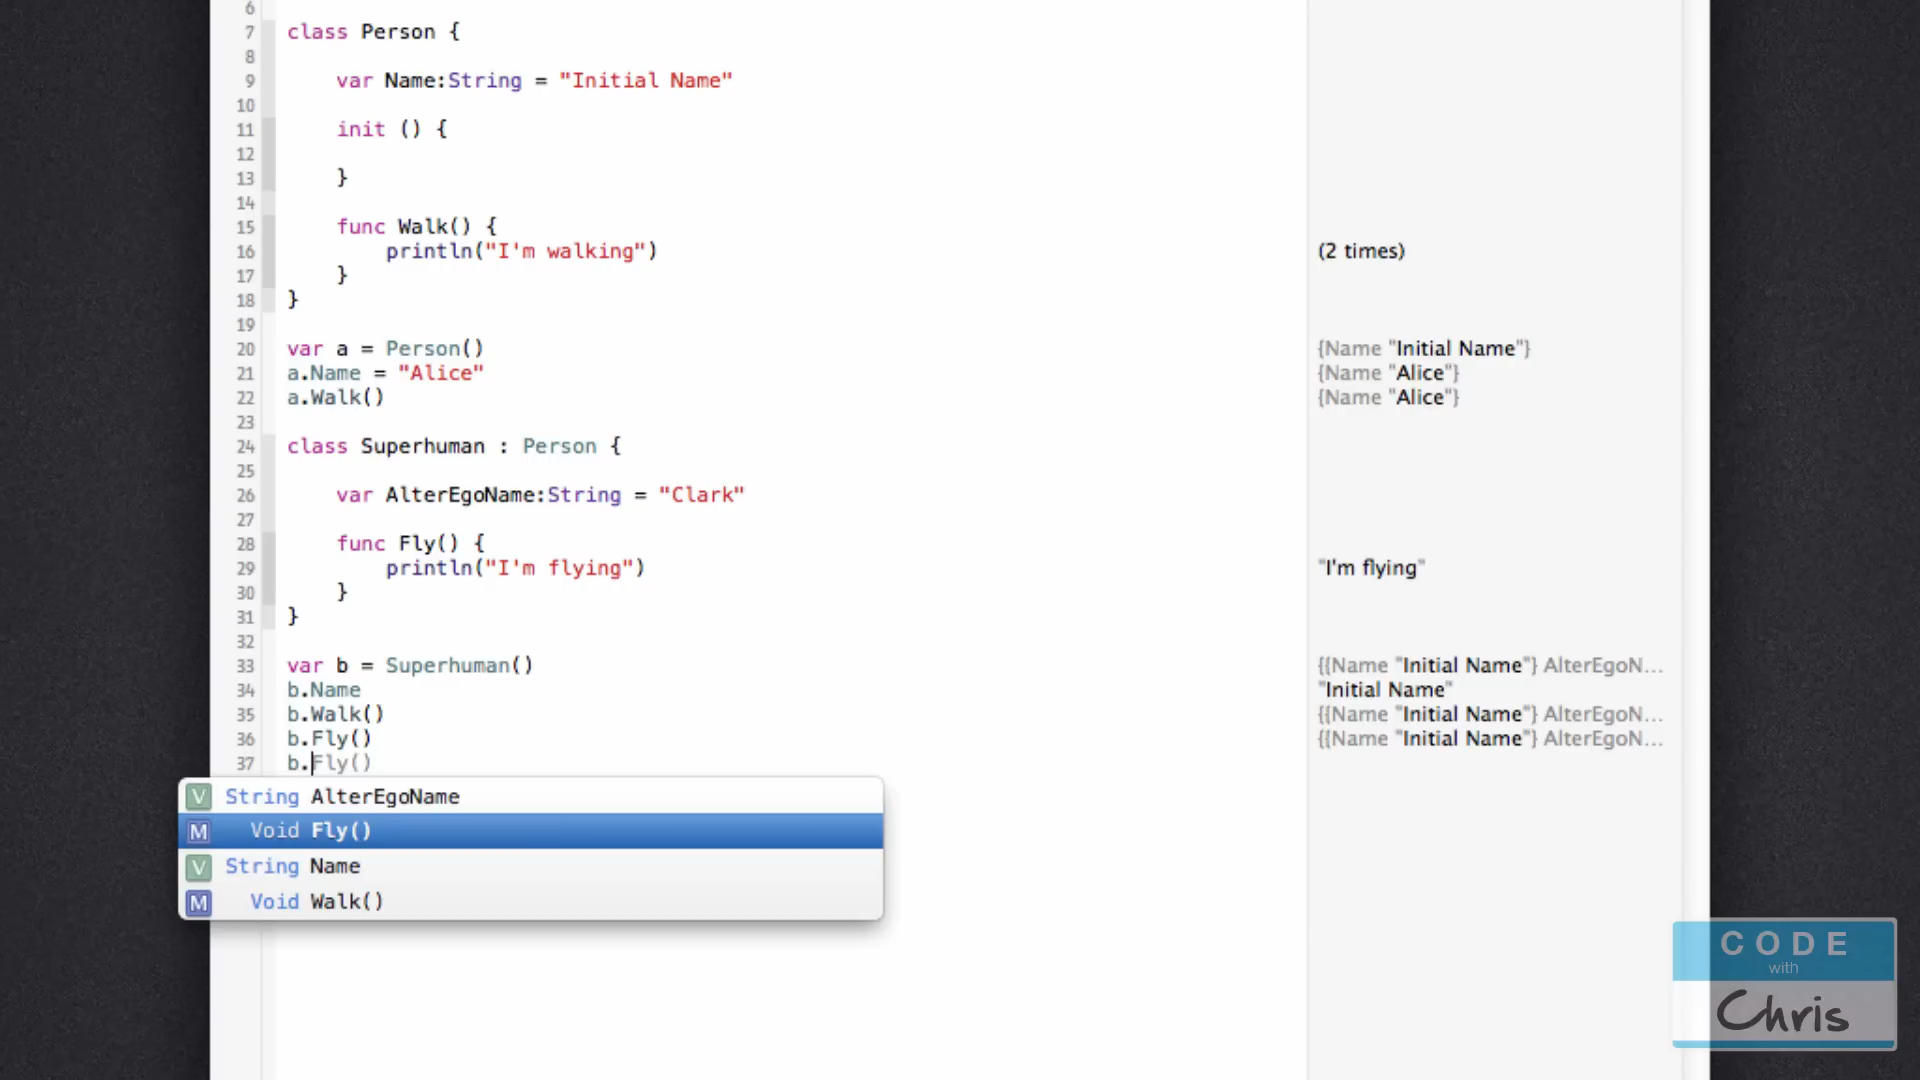 6
7 class Person {
8
9 var Name:String = "Initial Name"
10
11 init () {
12
13 }
14
15 func Walk() {
16 println("I'm walking") (2 times)
17 }
18 }
19
20 var a = Person() {Name "Initial Name"}
21 a.Name = "Alice" {Name "Alice"}
22 a.Walk() {Name "Alice"}
23
24 class Superhuman : Person {
25
26 var AlterEgoName:String = "Clark"
27
28 func Fly() {
29 println("I'm flying") "I'm flying"
30 }
31 }
32
33 var b = Superhuman() {{Name "Initial Name"} AlterEgoN...
34 b.Name "Initial Name"
35 b.Walk() {{Name "Initial Name"} AlterEgoN...
36 b.Fly() {{Name "Initial Name"} AlterEgoN...
37 b.Fly()
V String AlterEgoName
M Void Fly()
V String Name
M Void Walk()
CODE
with
Chris